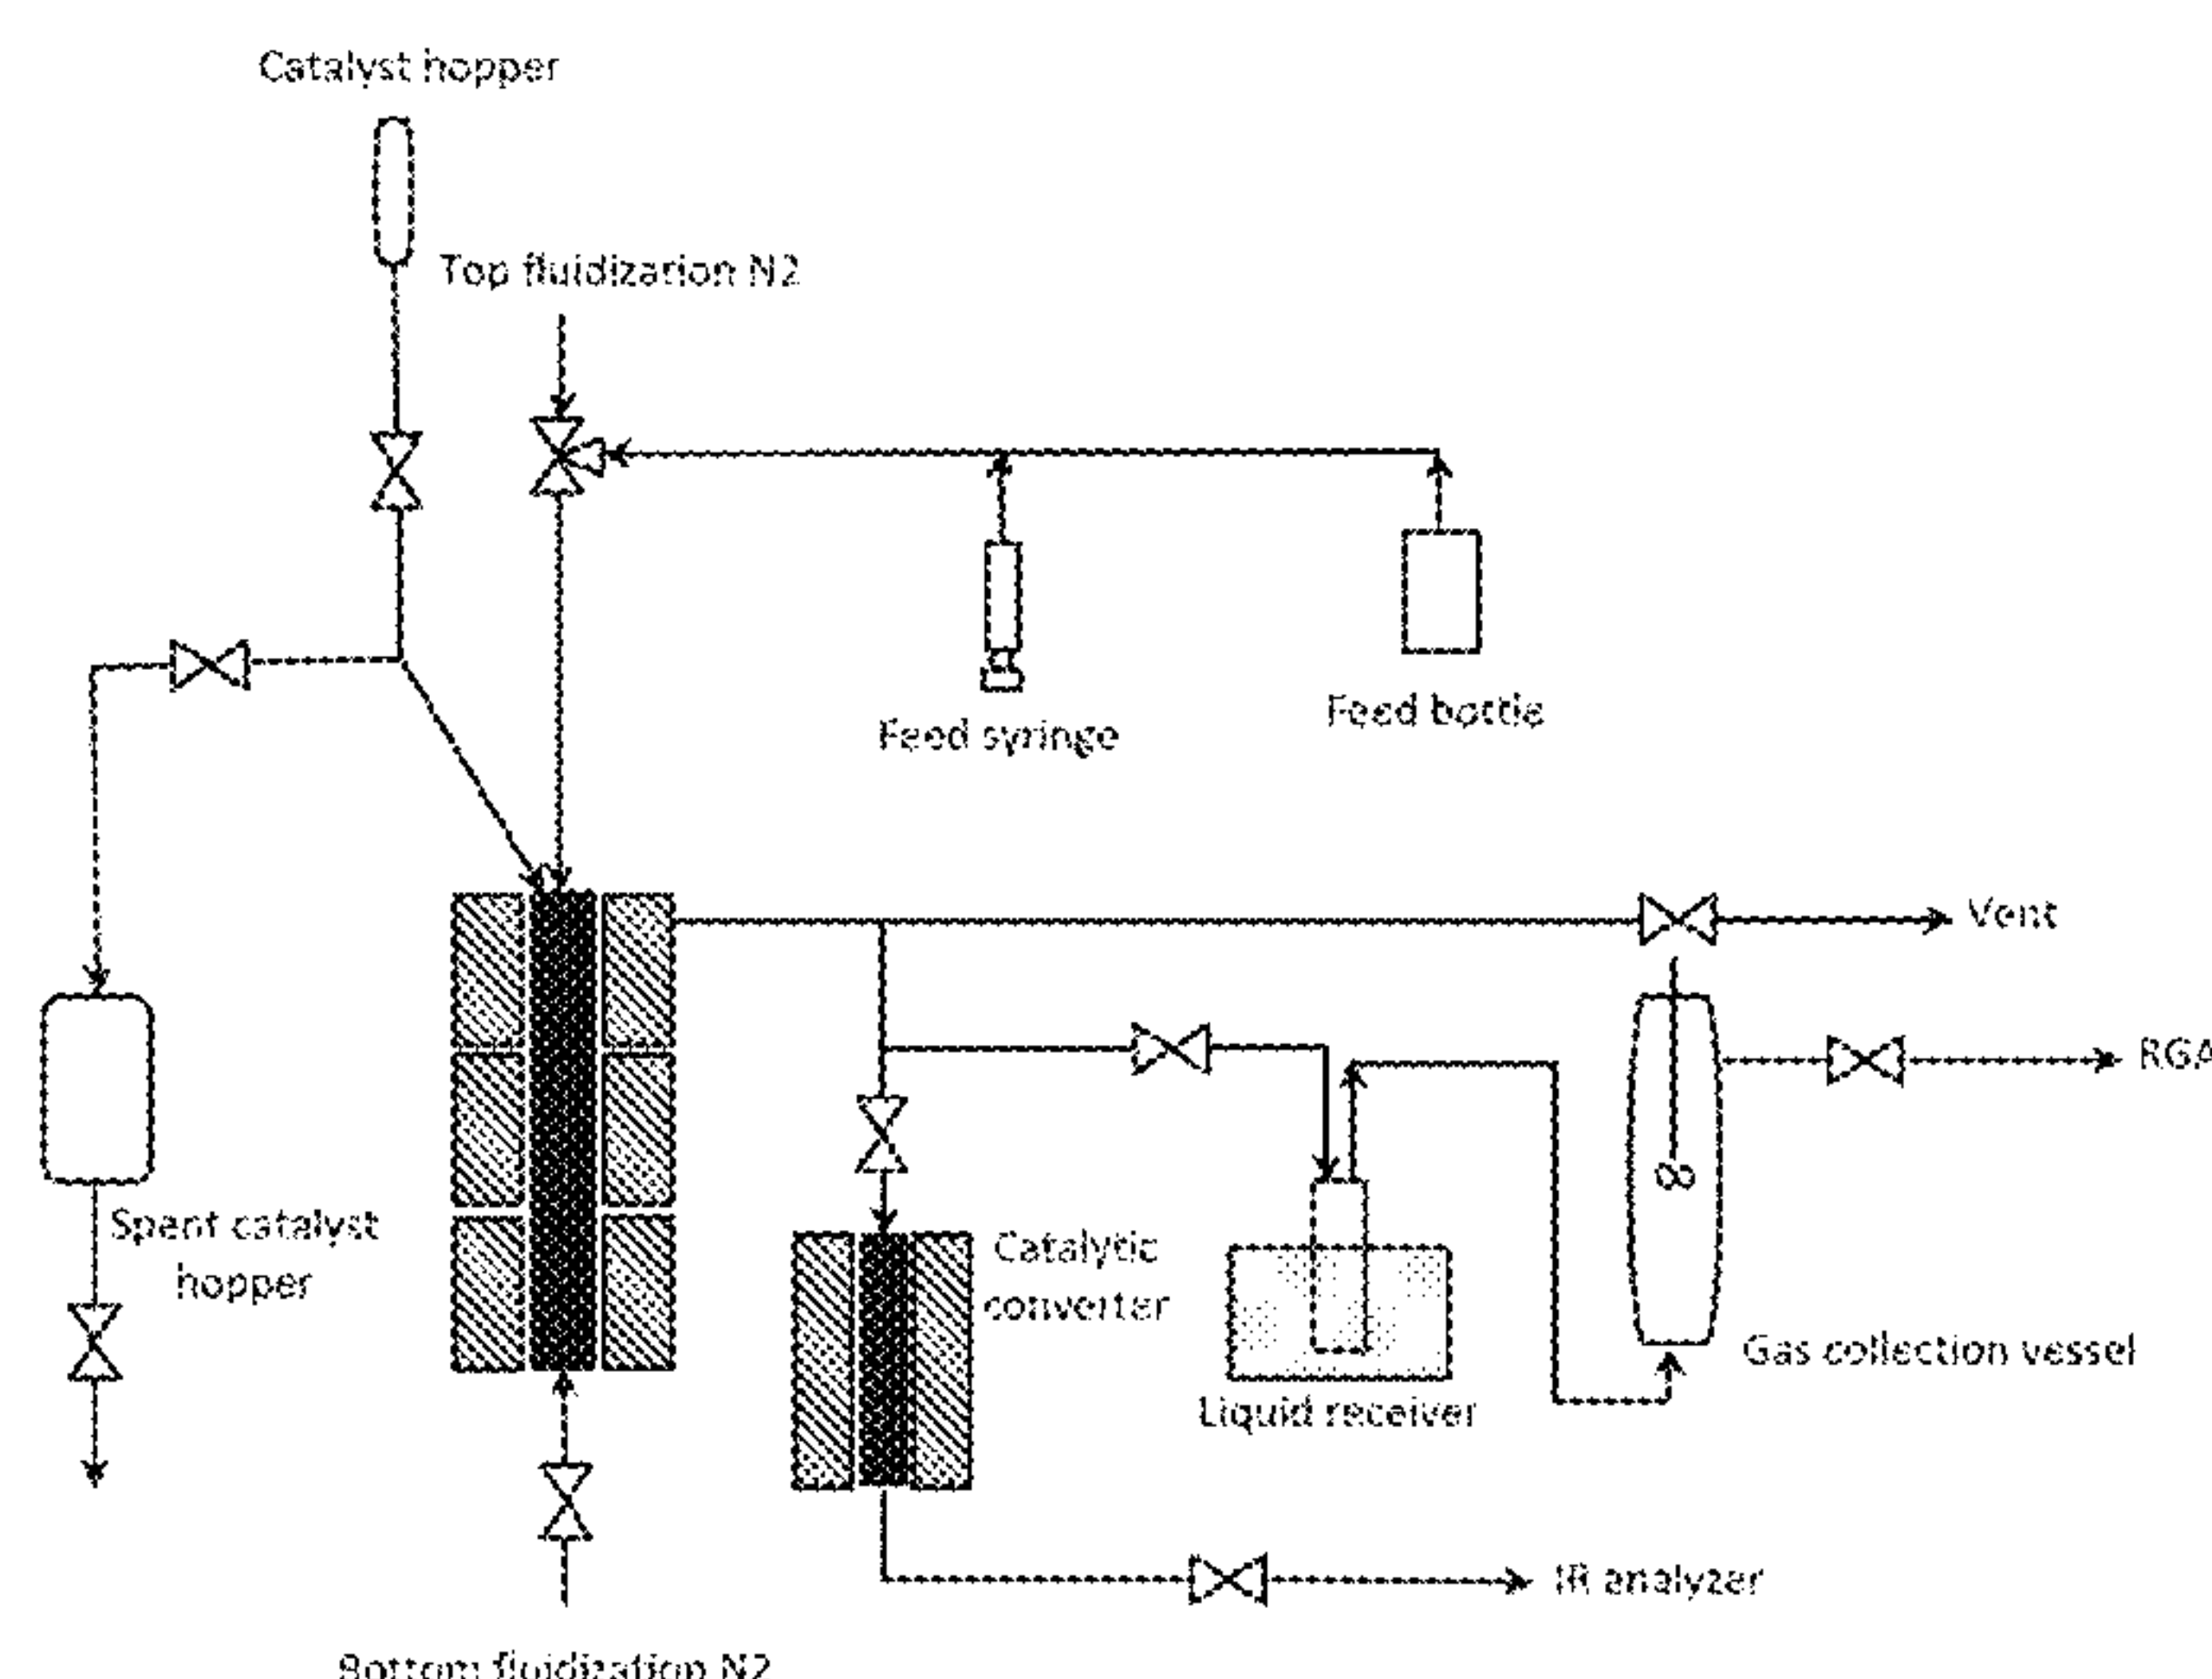 Catalyst hopper
Top fluidization N2
Feed syringe
Feed bottle
Vent
RGA
Spent catalyst
hopper
Catalytic
converter
Gas collection vessel
Liquid receiver
IR analyzer
Bottom fluidization N2